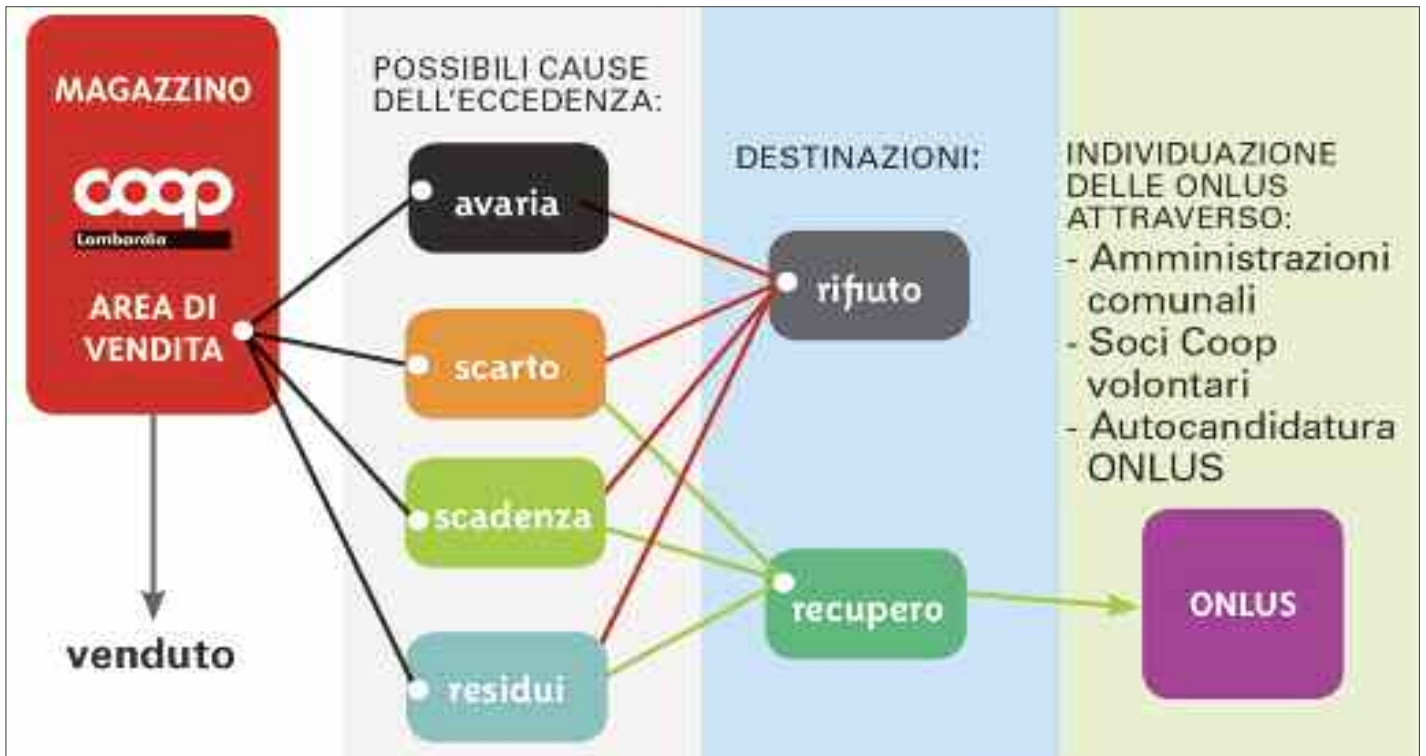 MAGAZZINO
coop
Lombardia
AREA DI
VENDITA
venduto
POSSIBILI CAUSE
DELL'ECCEDENZA:
avaria
scarto
scadenza
residui
DESTINAZIONI:
rifiuto
recupero
INDIVIDUAZIONE
DELLE ONLUS
ATTRAVERSO:
- Amministrazioni
comunali
- Soci Coop
volontari
- Autocandidatura
ONLUS
ONLUS